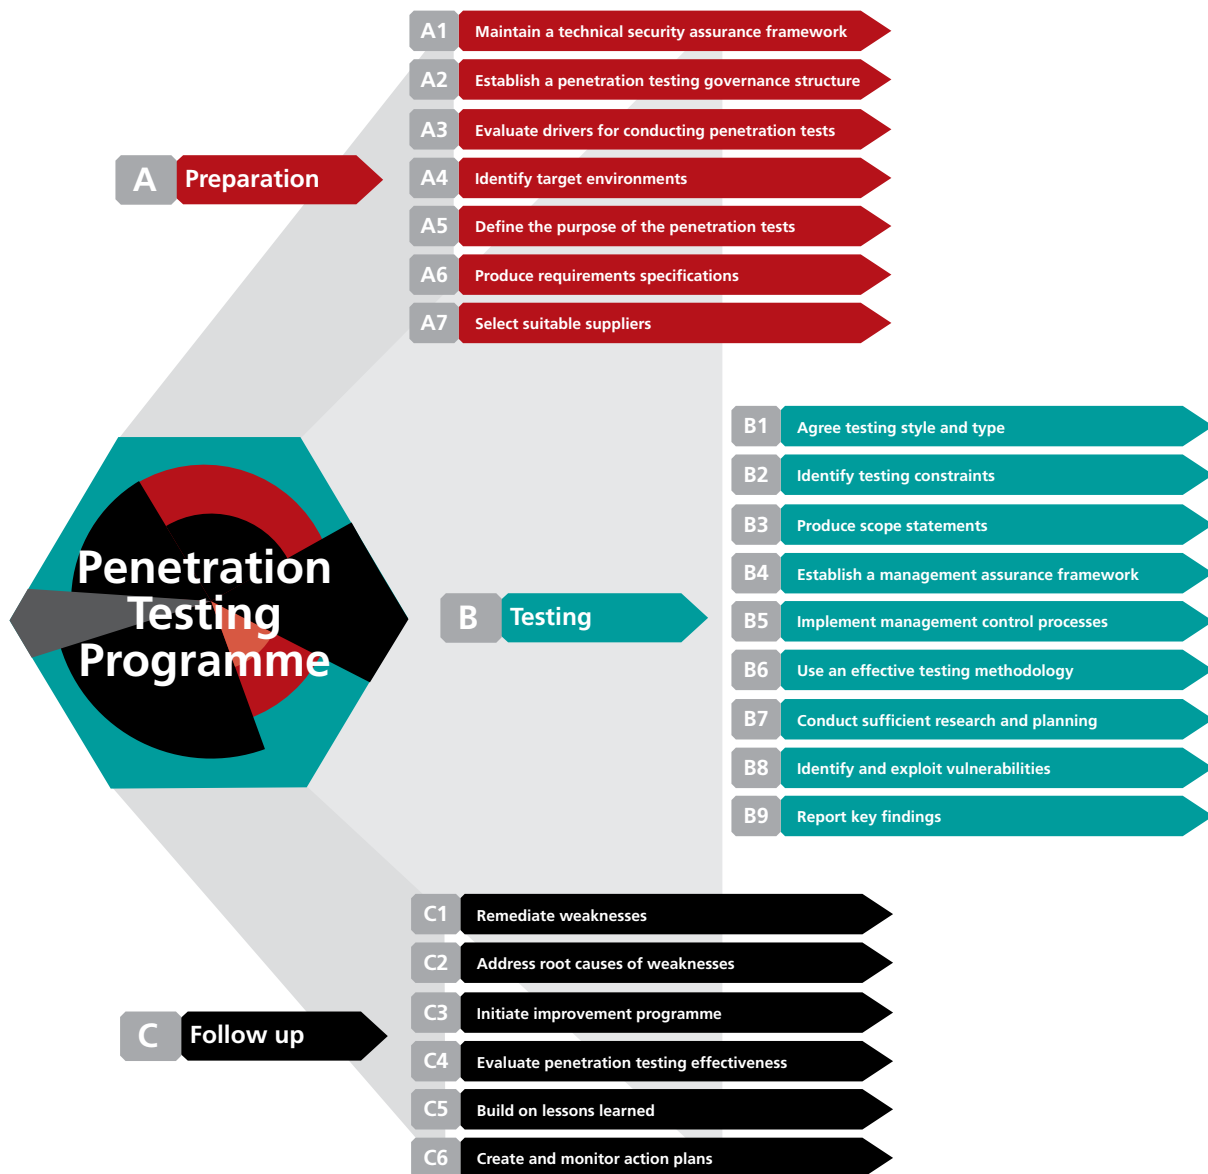 A1 Maintain a technical security assurance framework
A2 Establish a penetration testing governance structure
A3 Evaluate drivers for conducting penetration tests
A Preparation
A4 Identify target environments
A5 Define the purpose of the penetration tests
A6 Produce requirements specifications
A7 Select suitable suppliers
Penetration
Testing
Programme
B Testing
B1 Agree testing style and type
B2 Identify testing constraints
B3 Produce scope statements
B4 Establish a management assurance framework
B5 Implement management control processes
B6 Use an effective testing methodology
B7 Conduct sufficient research and planning
B8 Identify and exploit vulnerabilities
B9 Report key findings
C Follow up
C1 Remediate weaknesses
C2 Address root causes of weaknesses
C3 Initiate improvement programme
C4 Evaluate penetration testing effectiveness
C5 Build on lessons learned
C6 Create and monitor action plans